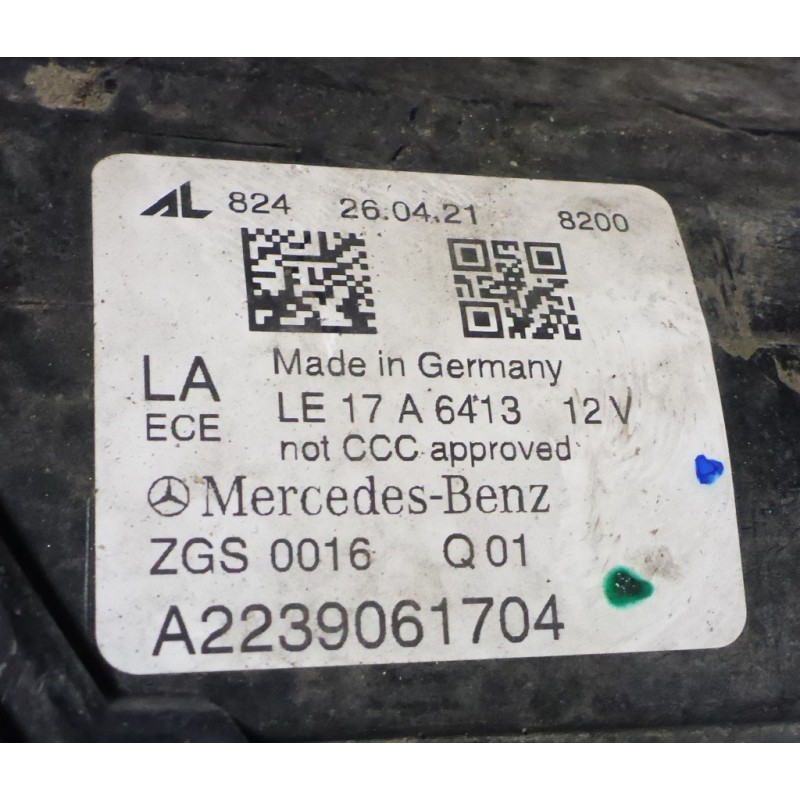 AL 824 26.04.21 8200
Made in Germany
LA LE 17 A 6413 12 V
ECE not CCC approved
Mercedes-Benz
ZGS 0016 Q 01
A2239061704